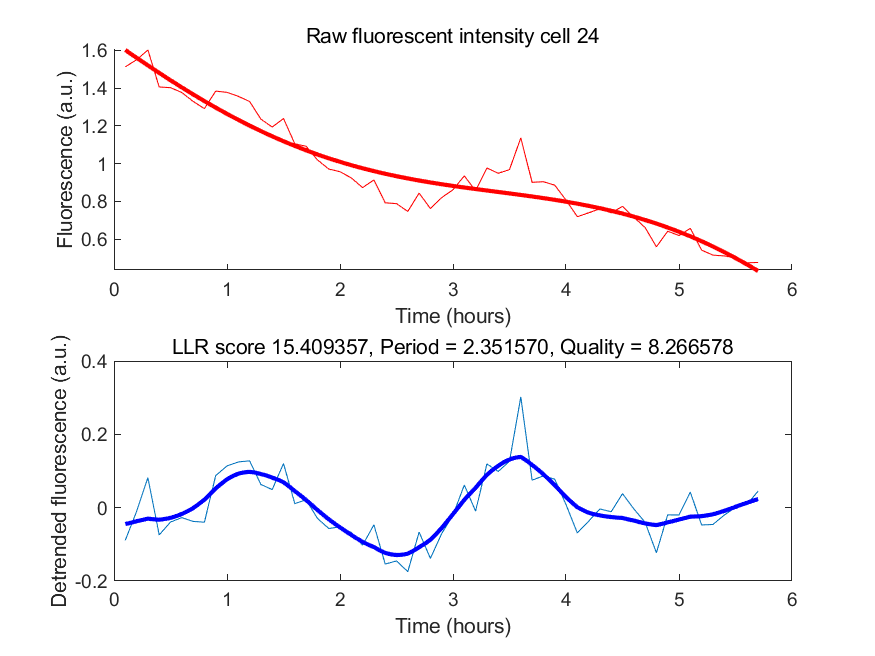 Raw fluorescent intensity cell 24
Fluorescence (a.u.)
1.6
1.4
1.2
1
0.8
0.6
0 1 2 3 4 5 6
Time (hours)
LLR score 15.409357, Period = 2.351570, Quality = 8.266578
Detrended fluorescence (a.u.)
0.4
0.2
0
-0.2
0 1 2 3 4 5 6
Time (hours)